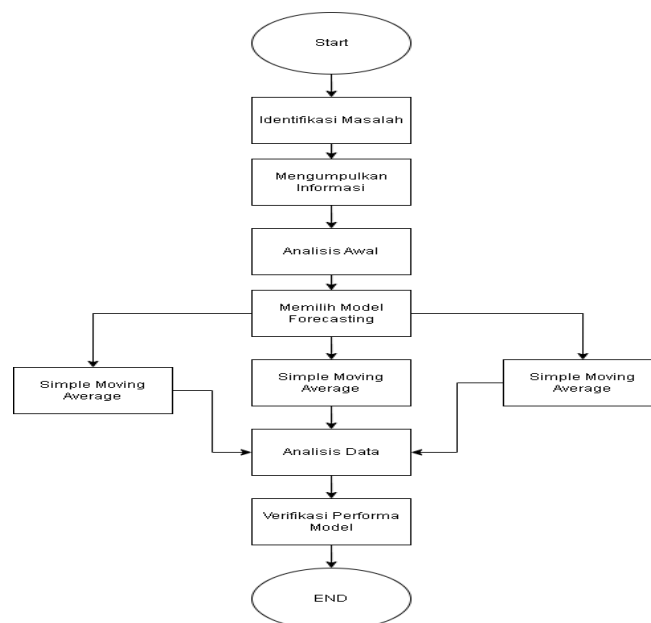 Start
Identifikasi Masalah
Mengumpulkan
Informasi
Analisis Awal
Memilih Model
Forecasting
Simple Moving
Average
Simple Moving
Average
Simple Moving
Average
Analisis Data
Verifikasi Performa
Model
END